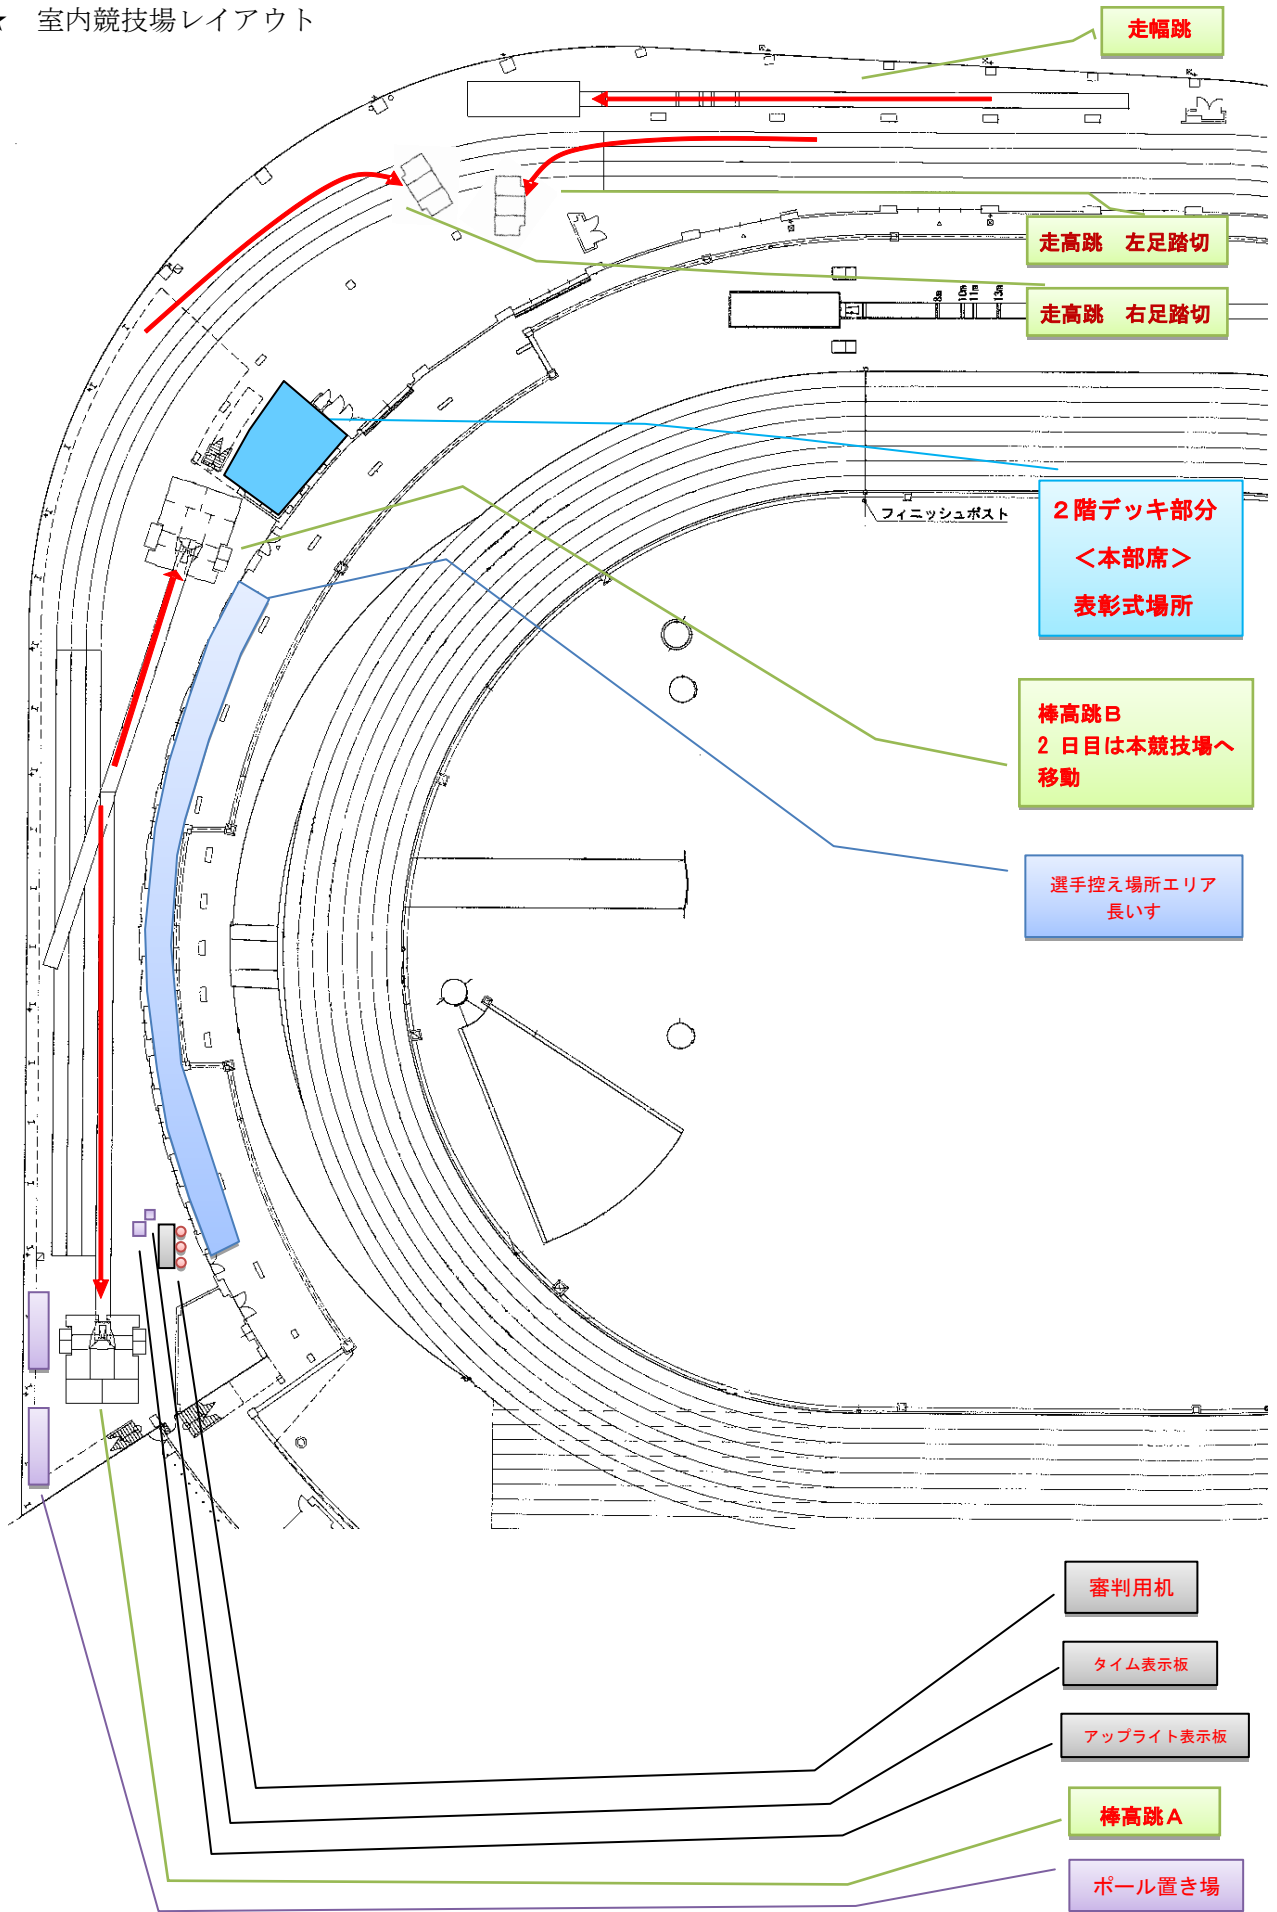 ★ 室内競技場レイアウト
走幅跳
走高跳 左足踏切
走高跳 右足踏切
8m 10m 11m 13m
フィニッシュポスト
２階デッキ部分
＜本部席＞
表彰式場所
棒高跳Ｂ
2 日目は本競技場へ
移動
選手控え場所エリア
長いす
審判用机
タイム表示板
アップライト表示板
棒高跳Ａ
ポール置き場